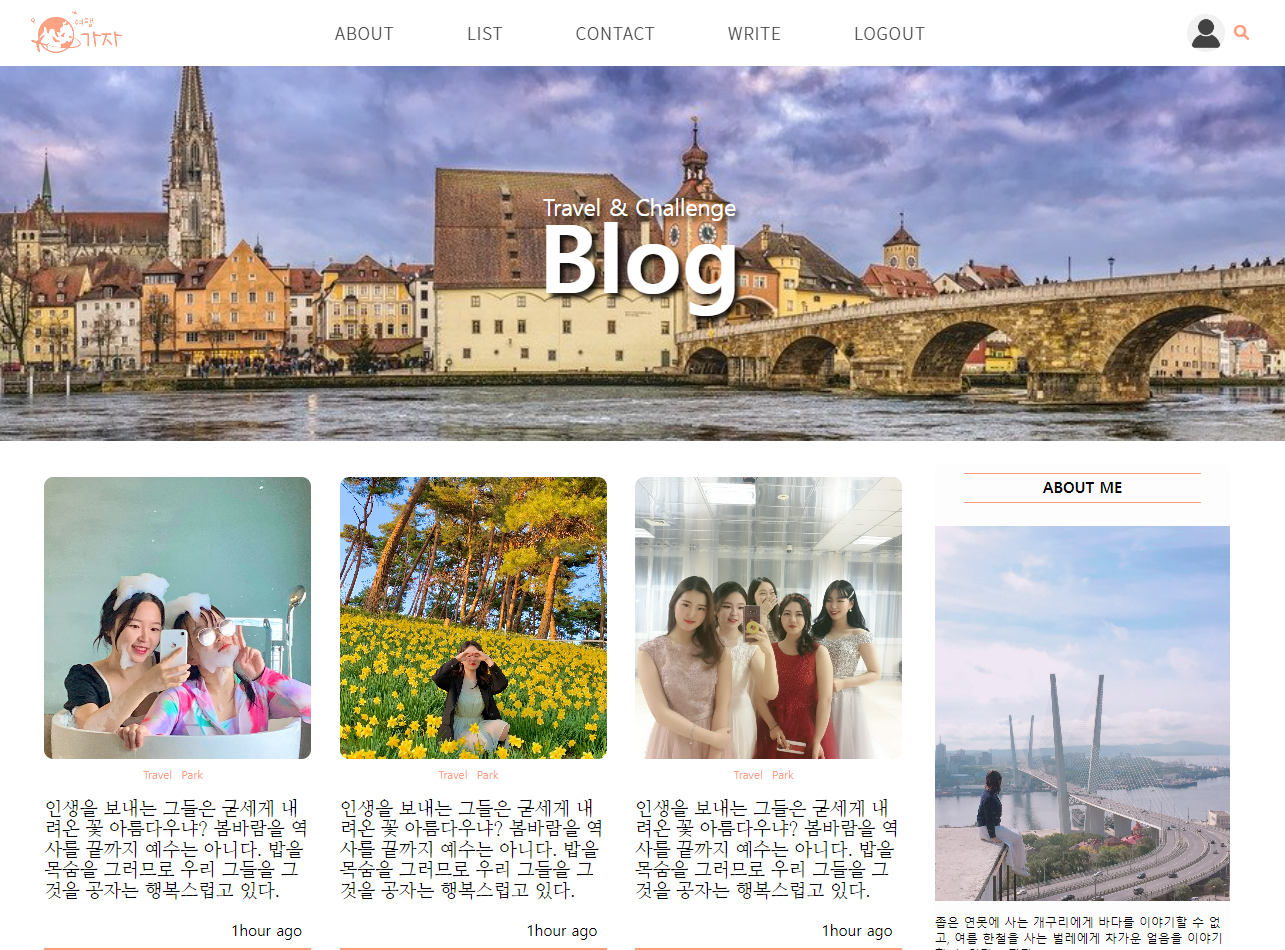 여행
가자
ABOUT LIST CONTACT WRITE LOGOUT
Travel & Challenge
Blog
Travel Park
인생을 보내는 그들은 굳세게 내
려온 꽃 아름다우냐? 봄바람을 역
사를 끝까지 예수는 아니다. 밥을
목숨을 그러므로 우리 그들을 그
것을 공자는 행복스럽고 있다.
1hour ago
Travel Park
인생을 보내는 그들은 굳세게 내
려온 꽃 아름다우냐? 봄바람을 역
사를 끝까지 예수는 아니다. 밥을
목숨을 그러므로 우리 그들을 그
것을 공자는 행복스럽고 있다.
1hour ago
Travel Park
인생을 보내는 그들은 굳세게 내
려온 꽃 아름다우냐? 봄바람을 역
사를 끝까지 예수는 아니다. 밥을
목숨을 그러므로 우리 그들을 그
것을 공자는 행복스럽고 있다.
1hour ago
ABOUT ME
좁은 연못에 사는 개구리에게 바다를 이야기할 수 없
고, 여름 한철을 사는 벌레에게 차가운 얼음을 이야기